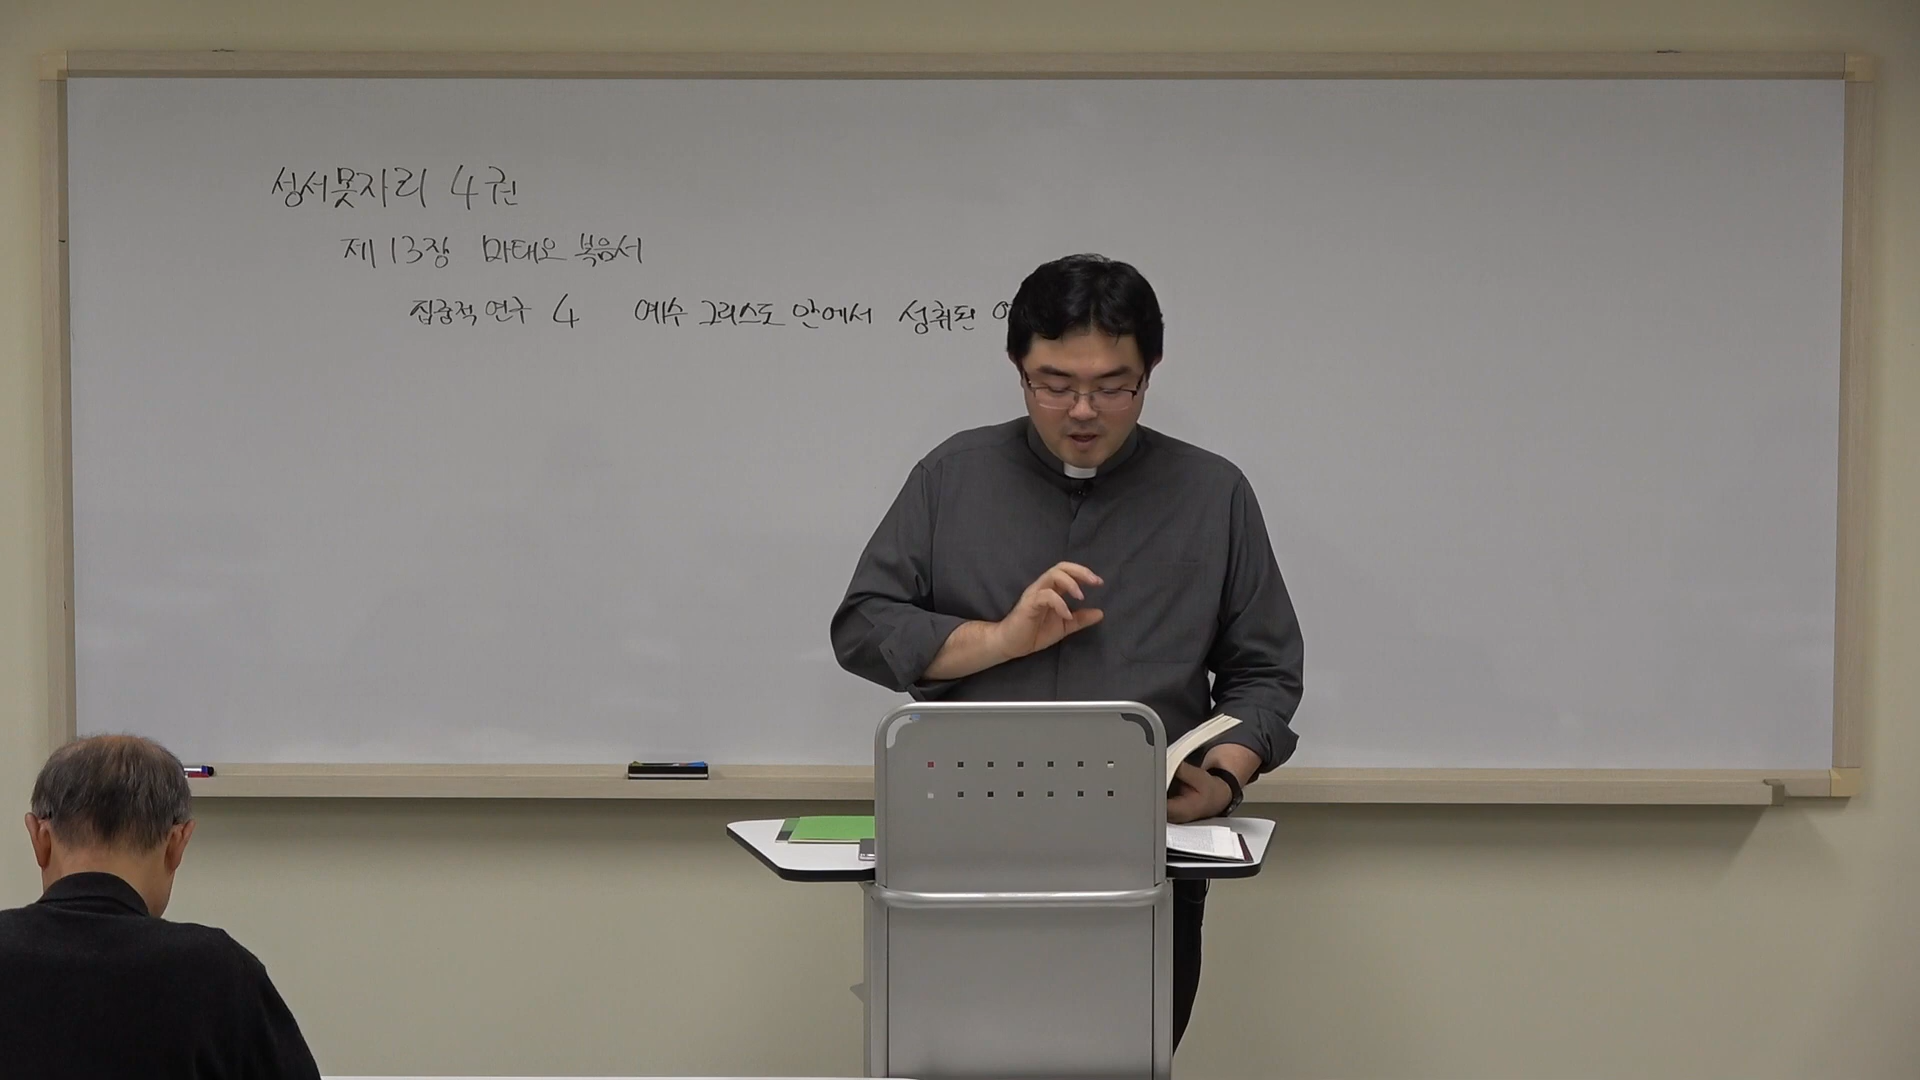 성서못자리 4권
제13장 마태오 복음서
집중적 연구 4 예수 그리스도 안에서 성취된